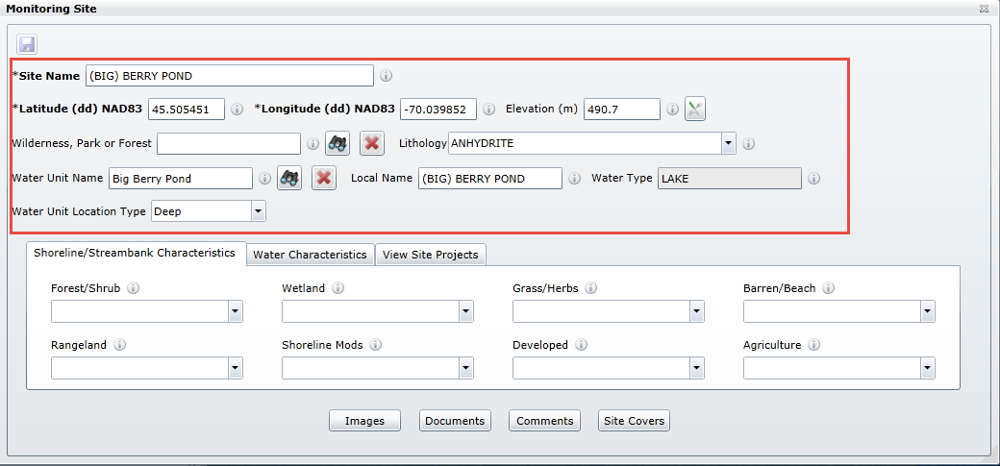 Monitoring Site
*Site Name (BIG) BERRY POND
*Latitude (dd) NAD83 45.505451 *Longitude (dd) NAD83 -70.039852 Elevation (m) 490.7
Wilderness, Park or Forest Lithology ANHYDRITE
Water Unit Name Big Berry Pond Local Name (BIG) BERRY POND Water Type LAKE
Water Unit Location Type Deep
Shoreline/Streambank Characteristics Water Characteristics View Site Projects
Forest/Shrub Wetland Grass/Herbs Barren/Beach
Rangeland Shoreline Mods Developed Agriculture
Images Documents Comments Site Covers